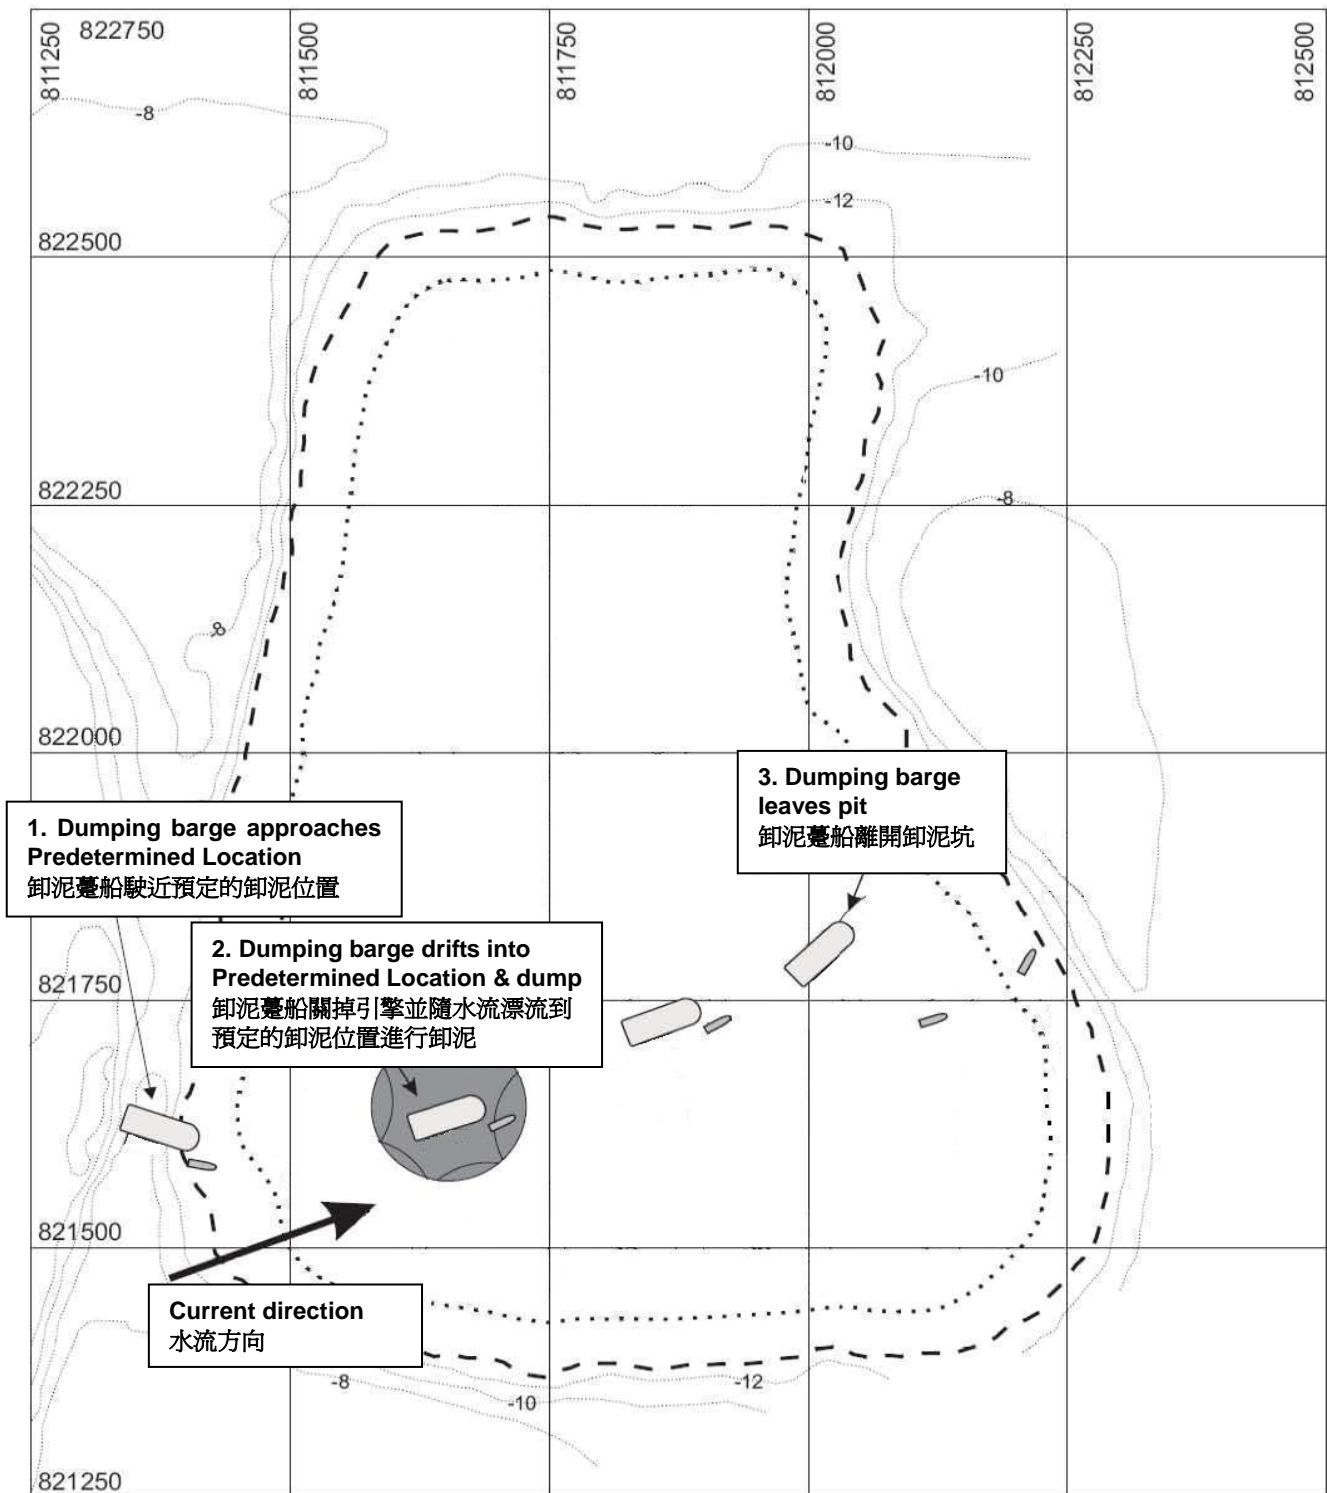 822750
811250
811500
811750
812000
812250
812500
-8
-10
-12
822500
-10
822250
-8
-8
822000
3. Dumping barge
leaves pit
卸泥躉船離開卸泥坑
1. Dumping barge approaches
Predetermined Location
卸泥躉船駛近預定的卸泥位置
2. Dumping barge drifts into
Predetermined Location & dump
卸泥躉船關掉引擎並隨水流漂流到
預定的卸泥位置進行卸泥
821750
821500
Current direction
水流方向
-8
-10
-12
821250